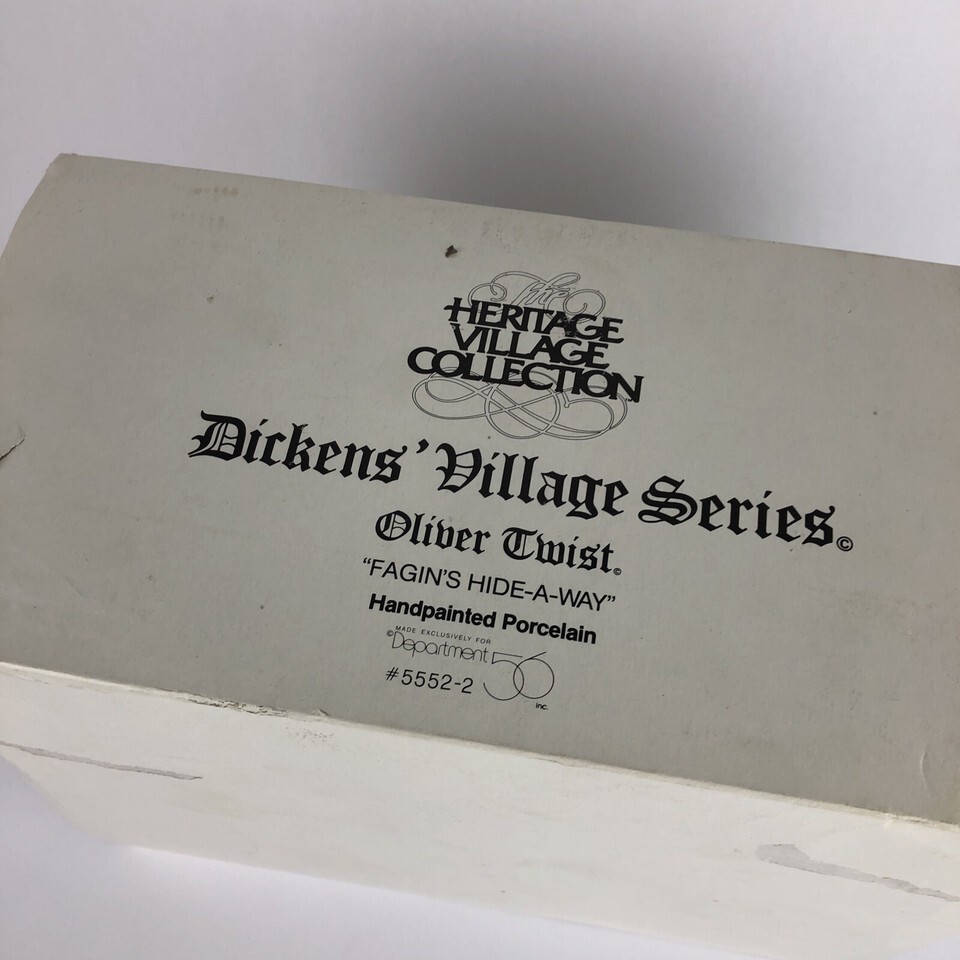 The
HERITAGE
VILLAGE
COLLECTION
Dickens' Village Series©
Oliver Twist©
"FAGIN'S HIDE-A-WAY"
Handpainted Porcelain
MADE EXCLUSIVELY FOR
©Department 56
#5552-2 inc.